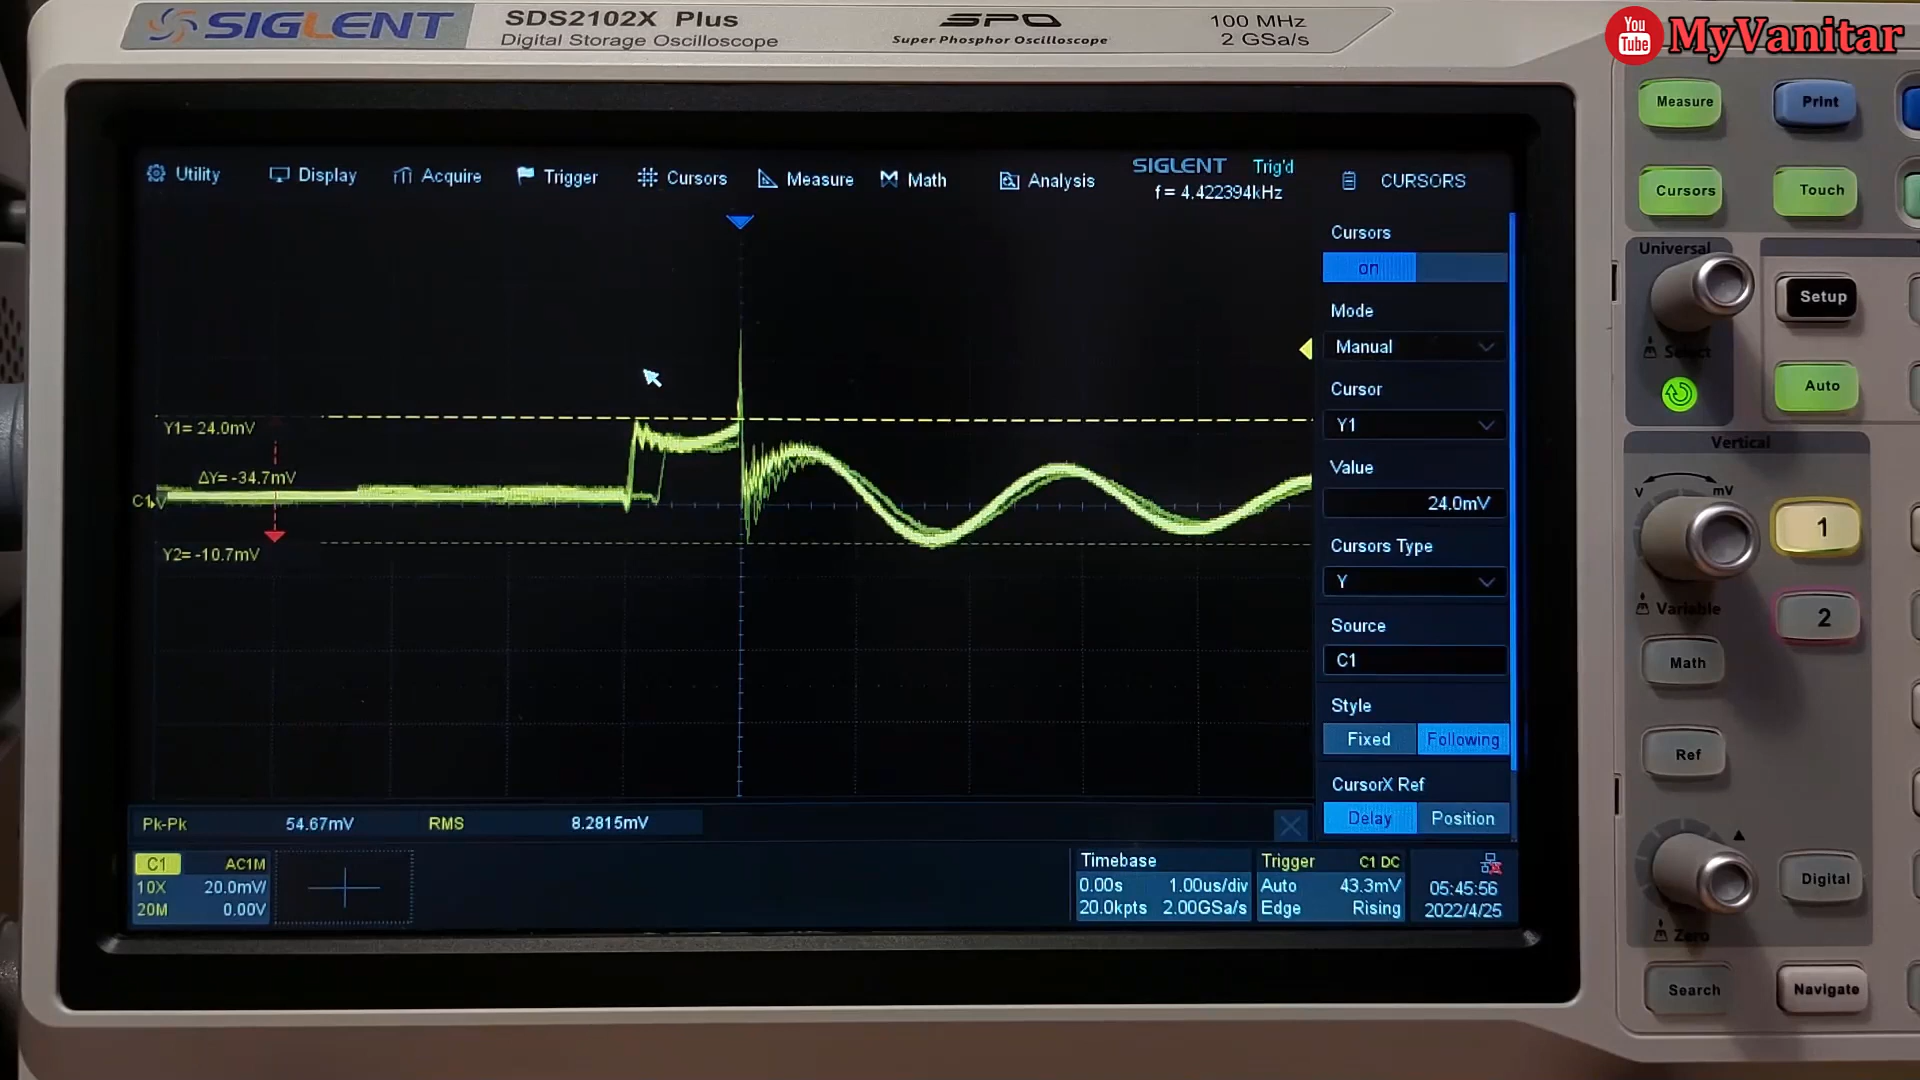 SIGLENT
SDS2102X Plus
Digital Storage Oscilloscope
SPO
Super Phosphor Oscilloscope
100 MHz
2 GSa/s
You
Tube
MyVanitar
Utility Display Acquire Trigger Cursors Measure Math Analysis
SIGLENT Trig'd
f = 4.422394kHz
CURSORS
Cursors
on
Mode
Manual
Cursor
Y1
Value
24.0mV
Cursors Type
Y
Source
C1
Style
Fixed Following
CursorX Ref
Delay Position
Y1= 24.0mV
ΔY= -34.7mV
C1
Y2= -10.7mV
Pk-Pk 54.67mV RMS 8.2815mV
C1 AC1M
10X 20.0mV/
20M 0.00V
Timebase
0.00s 1.00us/div
20.0kpts 2.00GSa/s
Trigger C1 DC
Auto 43.3mV
Edge Rising
05:45:56
2022/4/25
Measure Print
Cursors Touch
Universal
Select
Setup
Auto
Vertical
V mV
1
Variable
2
Math
Ref
Digital
Zero
Search Navigate